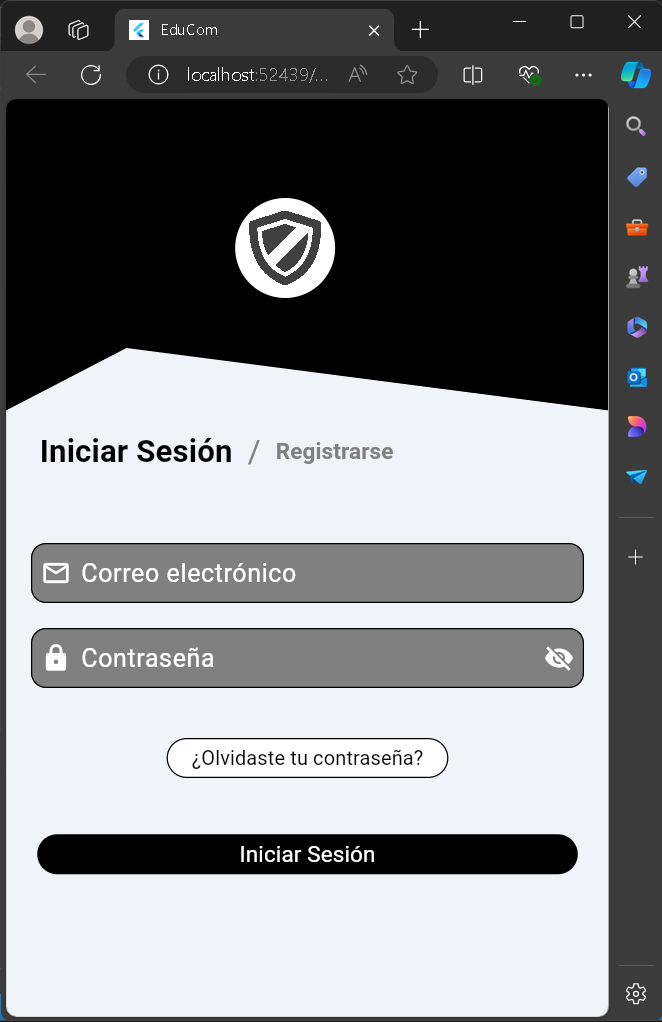 EduCom
localhost:52439/...
Iniciar Sesión / Registrarse
Correo electrónico
Contraseña
¿Olvidaste tu contraseña?
Iniciar Sesión